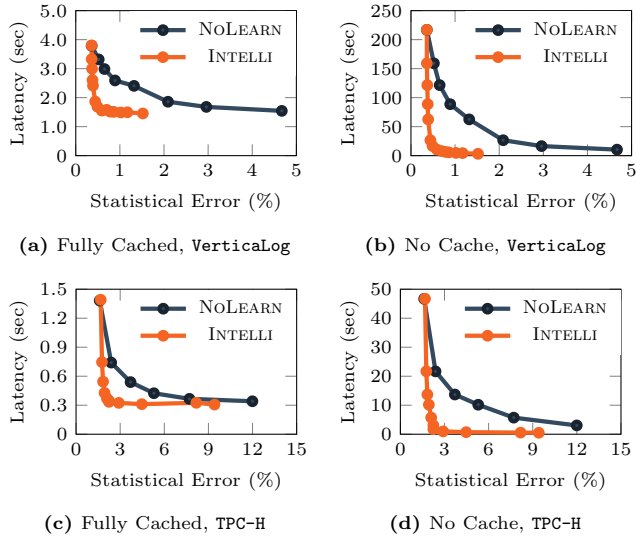 5.0
4.0
3.0
2.0
1.0
0
0 1 2 3 4 5
Latency (sec)
Statistical Error (%)
NOLEARN
INTELLI
(a) Fully Cached, VerticaLog
250
200
150
100
50
0
0 1 2 3 4 5
Latency (sec)
Statistical Error (%)
NOLEARN
INTELLI
(b) No Cache, VerticaLog
1.5
1.2
0.9
0.6
0.3
0
0 3 6 9 12 15
Latency (sec)
Statistical Error (%)
NOLEARN
INTELLI
(c) Fully Cached, TPC-H
50
40
30
20
10
0
0 3 6 9 12 15
Latency (sec)
Statistical Error (%)
NOLEARN
INTELLI
(d) No Cache, TPC-H